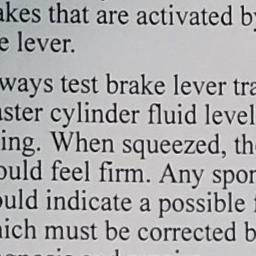 akes that are activated by
e lever.
ways test brake lever tra
aster cylinder fluid level
ing. When squeezed, th
ould feel firm. Any spon
ould indicate a possible
hich must be corrected b